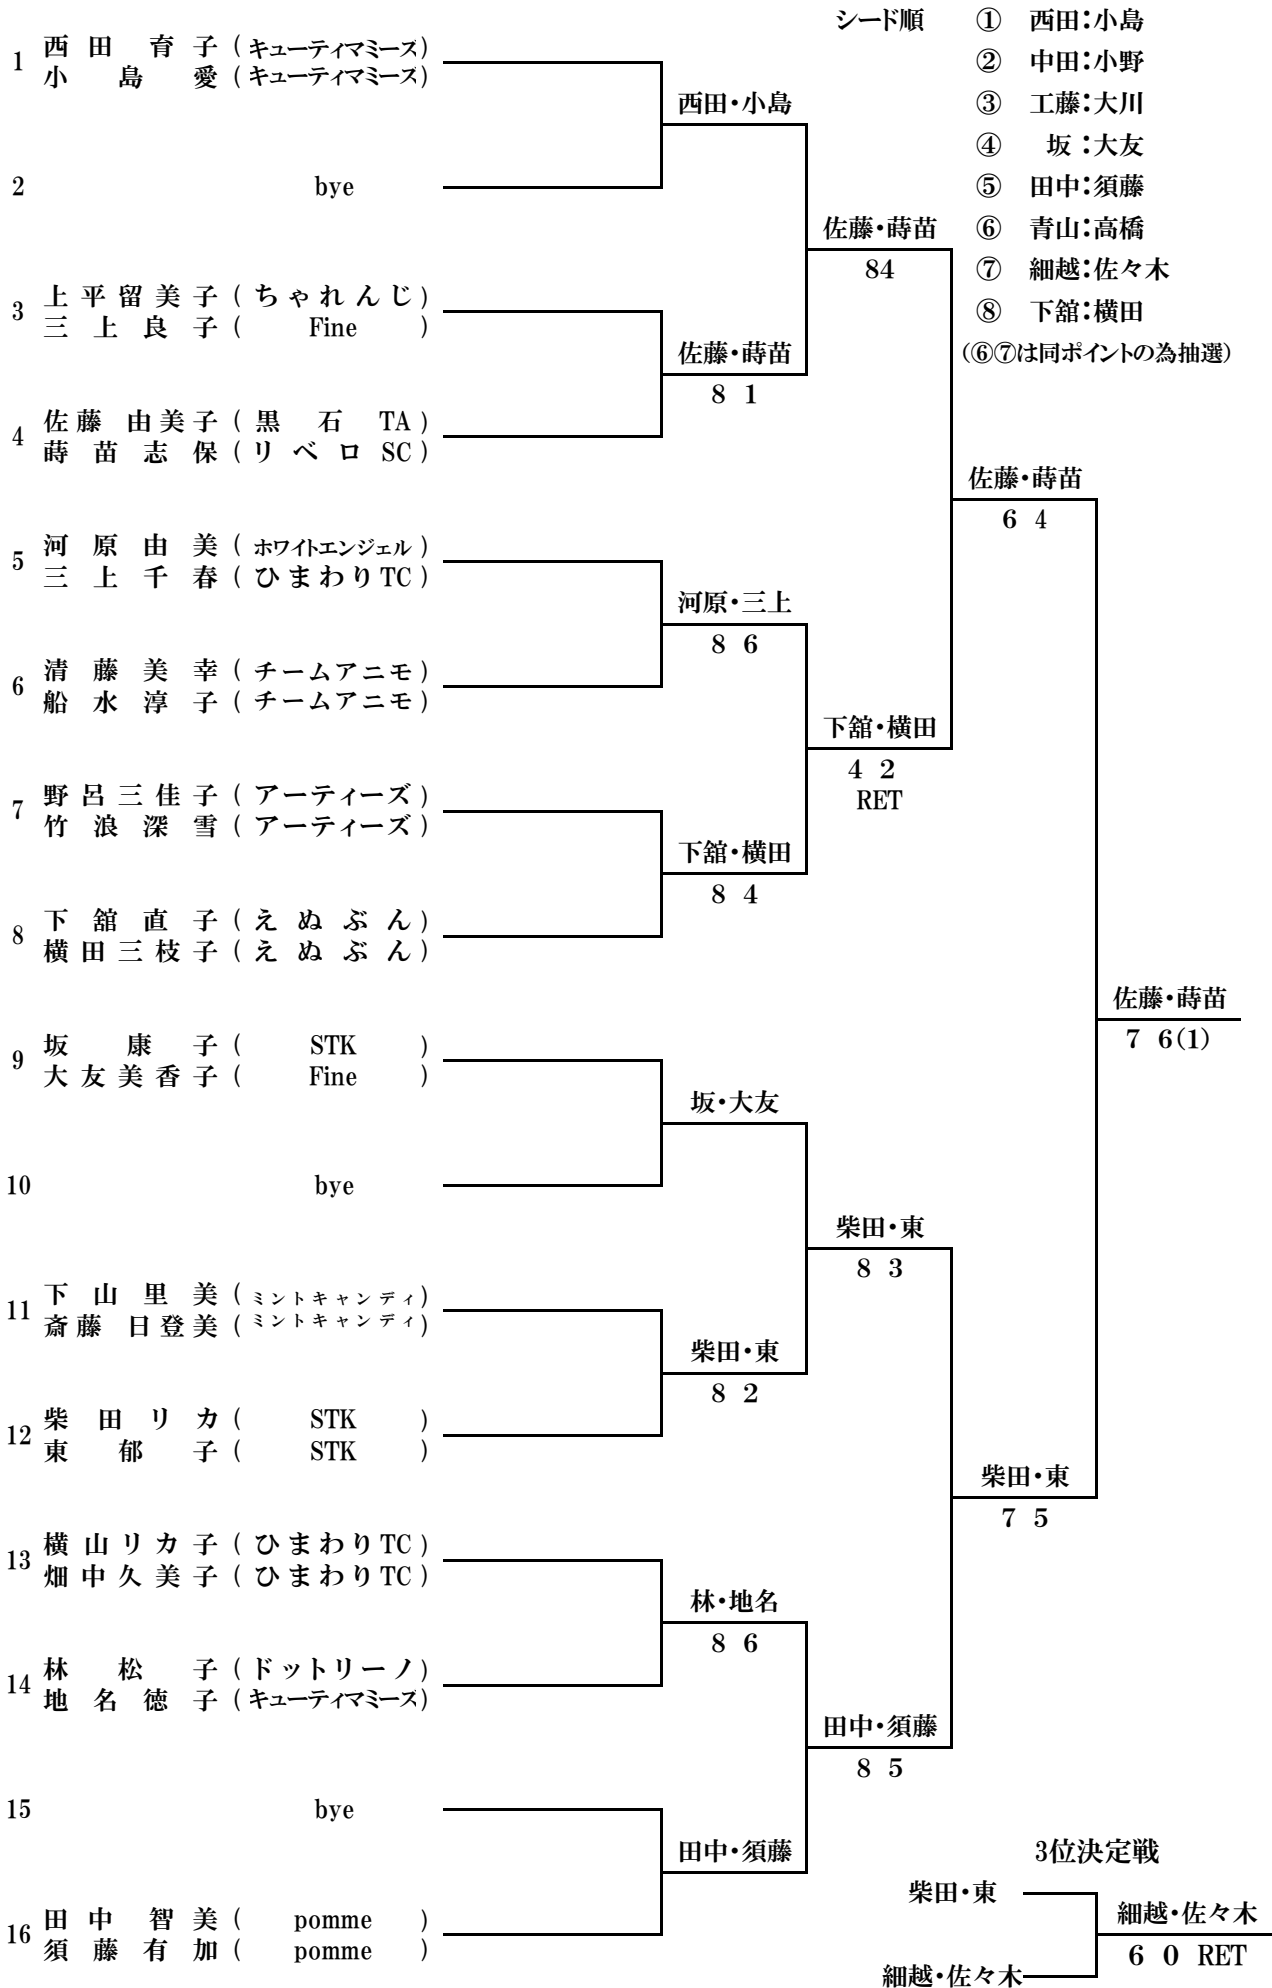 シード順 ① 西田：小島
② 中田：小野
③ 工藤：大川
④ 坂：大友
⑤ 田中：須藤
⑥ 青山：高橋
⑦ 細越：佐々木
⑧ 下舘：横田
(⑥⑦は同ポイントの為抽選)
1 西田 育子 (キューティマミーズ)
小島 愛 (キューティマミーズ)
西田・小島
2 bye
佐藤・蒔苗
84
3 上平留美子 (ちゃれんじ)
三上良子 (Fine)
佐藤・蒔苗
8 1
4 佐藤 由美子 (黒石 TA)
蒔苗志保 (リベロ SC)
佐藤・蒔苗
6 4
5 河原由美 (ホワイトエンジェル)
三上千春 (ひまわりTC)
河原・三上
8 6
6 清藤美幸 (チームアニモ)
船水淳子 (チームアニモ)
下舘・横田
4 2
RET
7 野呂三佳子 (アーティーズ)
竹浪深雪 (アーティーズ)
下舘・横田
8 4
8 下舘直子 (えぬぶん)
横田三枝子 (えぬぶん)
佐藤・蒔苗
7 6(1)
9 坂 康子 (STK)
大友美香子 (Fine)
坂・大友
10 bye
柴田・東
8 3
11 下山里美 (ミントキャンディ)
斎藤 日登美 (ミントキャンディ)
柴田・東
8 2
12 柴田リカ (STK)
東 郁子 (STK)
柴田・東
7 5
13 横山リカ子 (ひまわりTC)
畑中久美子 (ひまわりTC)
林・地名
8 6
14 林 松子 (ドットリーノ)
地名徳子 (キューティマミーズ)
田中・須藤
8 5
15 bye
田中・須藤
16 田中 智美 (pomme)
須藤有加 (pomme)
3位決定戦
柴田・東
細越・佐々木
6 0 RET
細越・佐々木